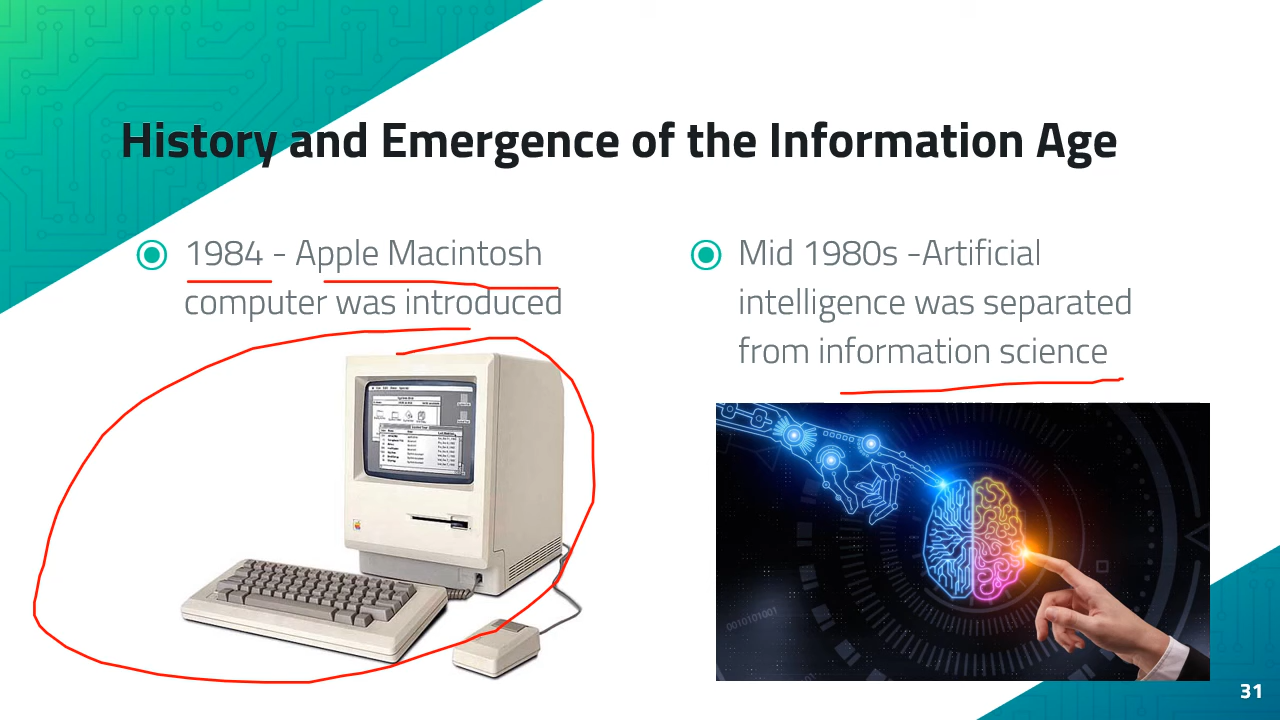 History and Emergence of the Information Age
1984 - Apple Macintosh
computer was introduced
Mid 1980s -Artificial
intelligence was separated
from information science
0010101001
31